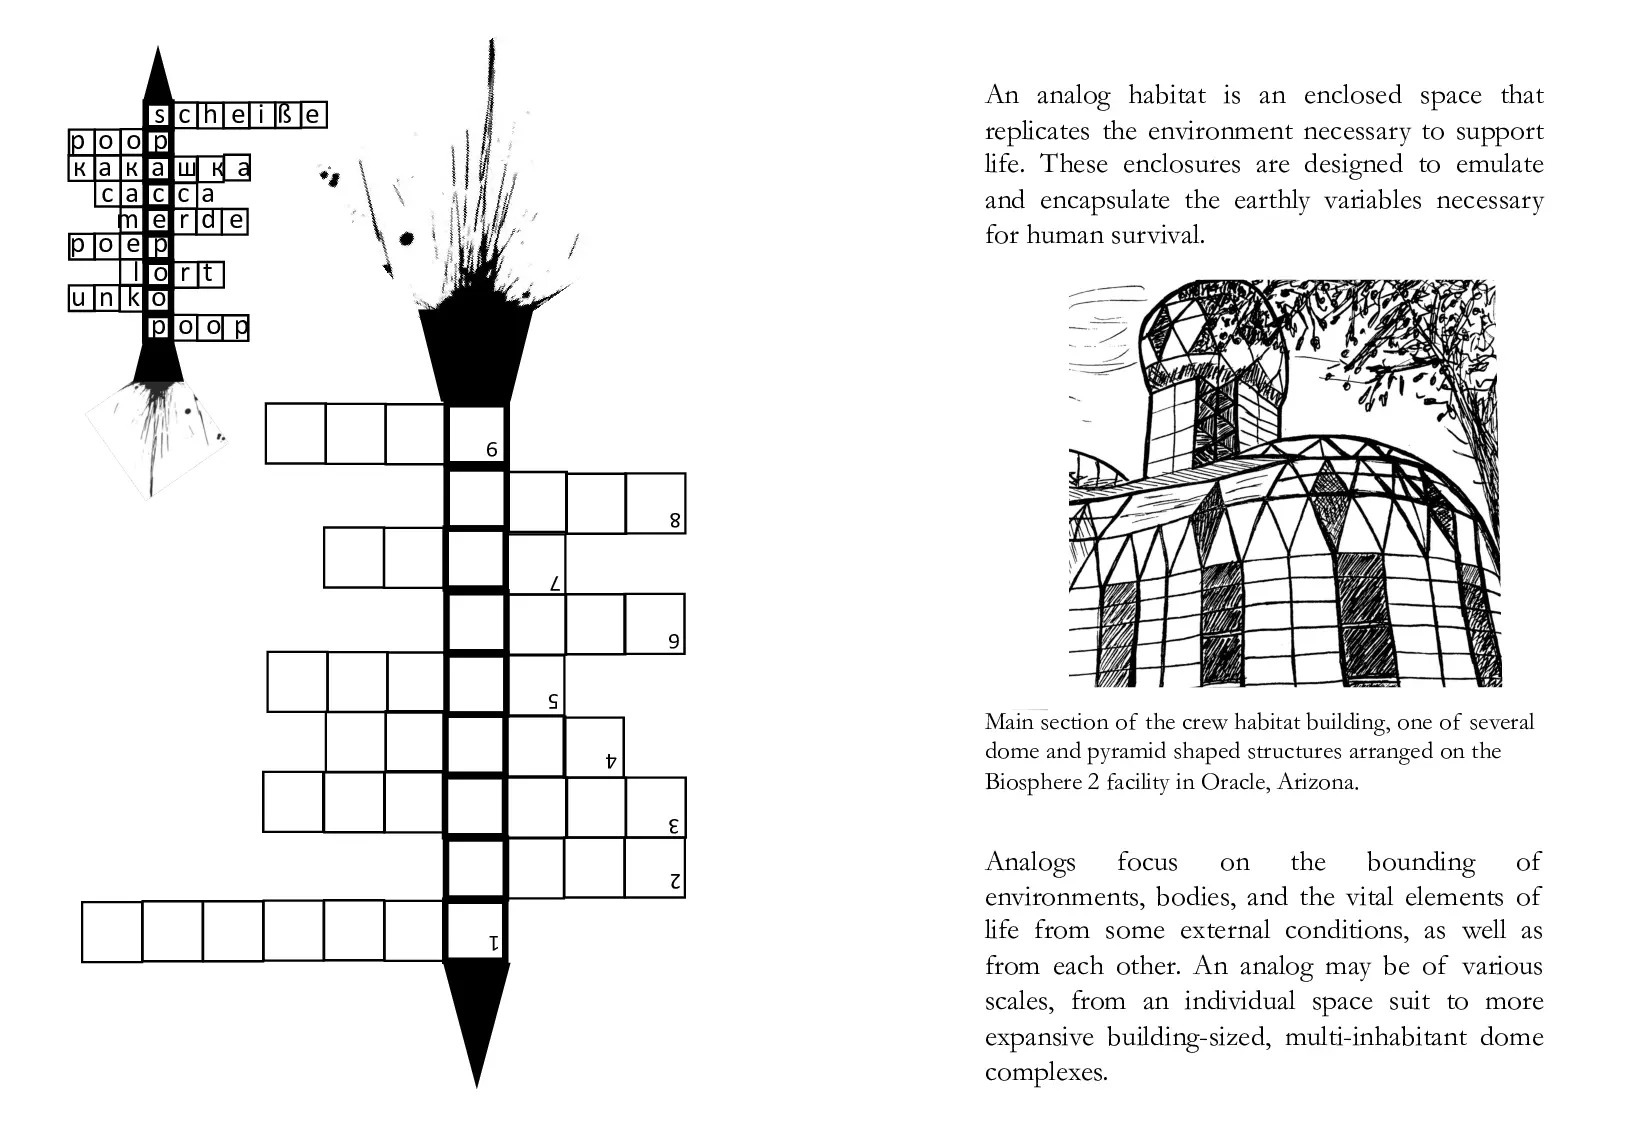 scheiße
poop
какашка
cacca
merde
poep
lort
unko
poop
9
8
7
6
5
4
3
2
1
An analog habitat is an enclosed space that
replicates the environment necessary to support
life. These enclosures are designed to emulate
and encapsulate the earthly variables necessary
for human survival.
Main section of the crew habitat building, one of several
dome and pyramid shaped structures arranged on the
Biosphere 2 facility in Oracle, Arizona.
Analogs focus on the bounding of
environments, bodies, and the vital elements of
life from some external conditions, as well as
from each other. An analog may be of various
scales, from an individual space suit to more
expansive building-sized, multi-inhabitant dome
complexes.